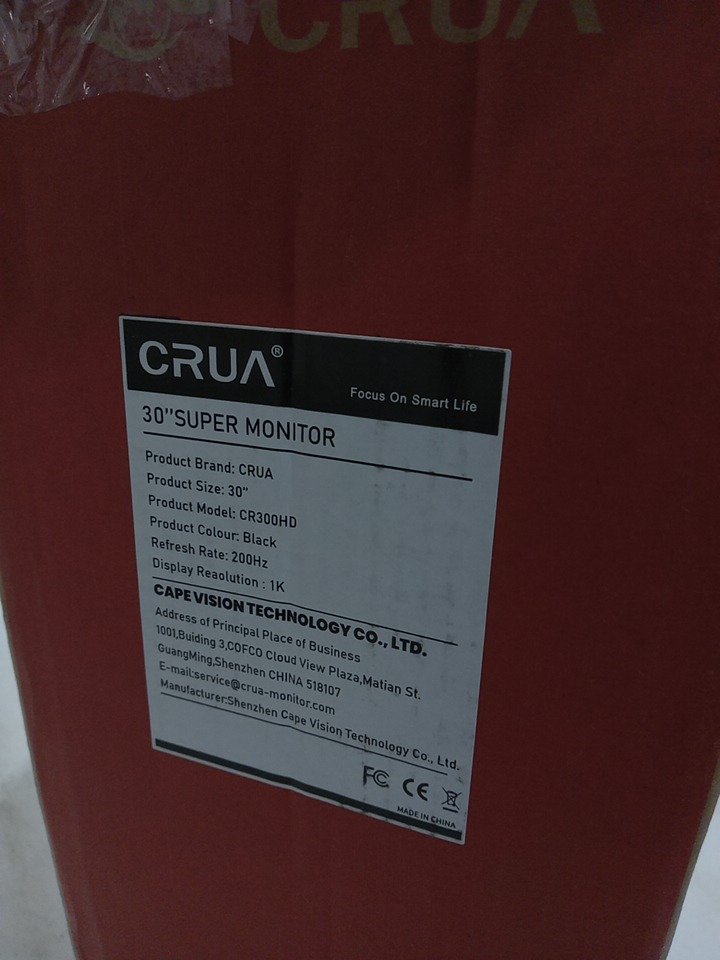 CRUA
CRUA®
Focus On Smart Life
30"SUPER MONITOR
Product Brand: CRUA
Product Size: 30"
Product Model: CR300HD
Product Colour: Black
Refresh Rate: 200Hz
Display Reaolution : 1K
CAPE VISION TECHNOLOGY CO., LTD.
Address of Principal Place of Business
1001,Buiding 3,COFCO Cloud View Plaza,Matian St.
GuangMing,Shenzhen CHINA 518107
E-mail:service@crua-monitor.com
Manufacturer:Shenzhen Cape Vision Technology Co., Ltd.
FC CE
MADE IN CHINA